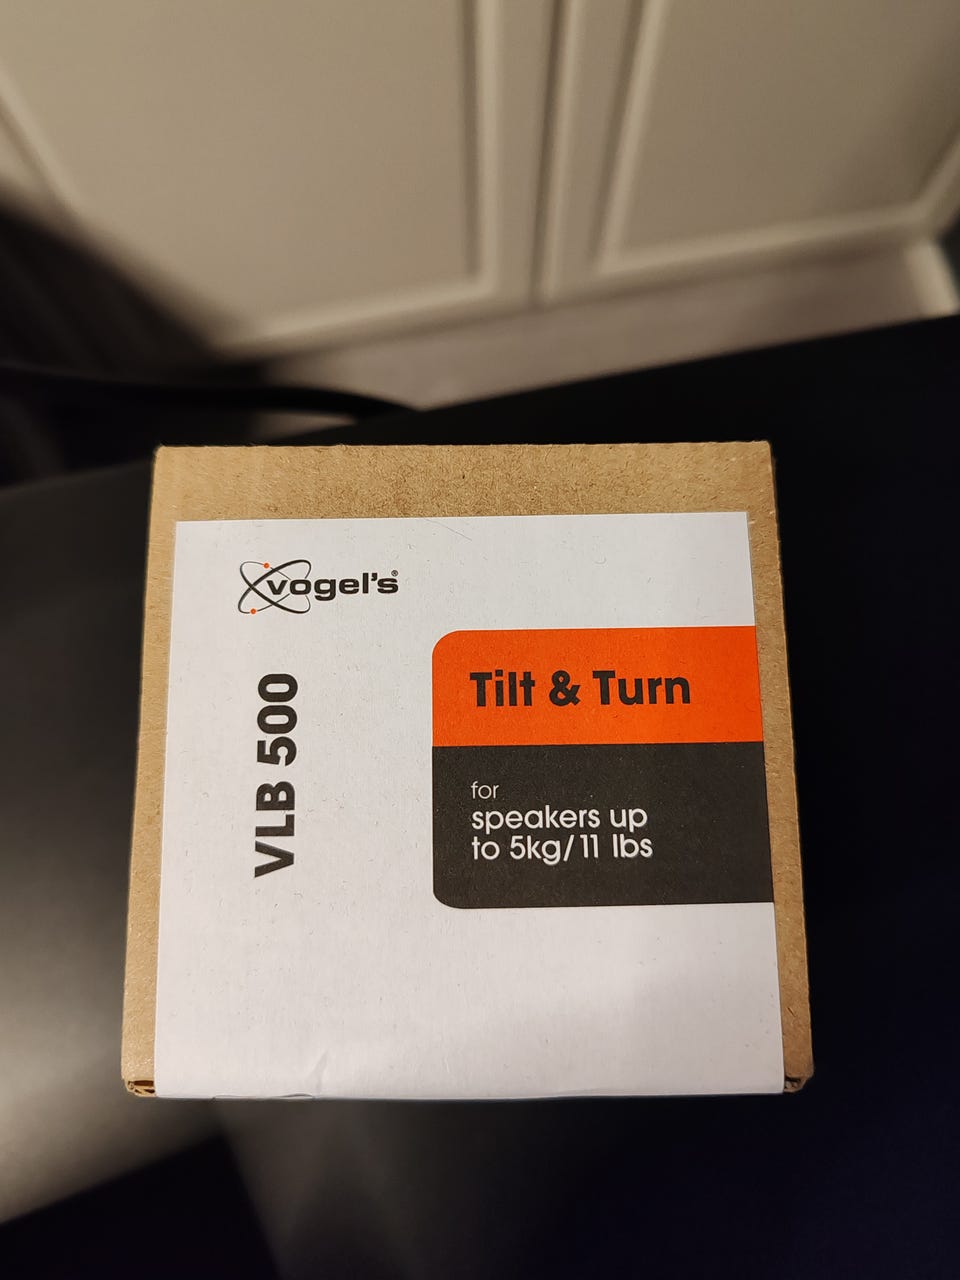 vogel's®
VLB 500
Tilt & Turn
for
speakers up
to 5kg/11 lbs